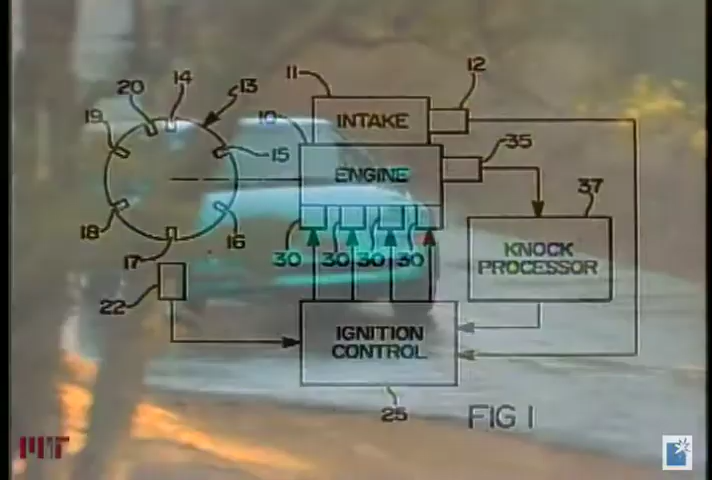 14
20
13
19
15
18
16
17
22
11
12
INTAKE
10
35
ENGINE
37
30 30 30 30
KNOCK
PROCESSOR
IGNITION
CONTROL
25
FIG 1
MIT